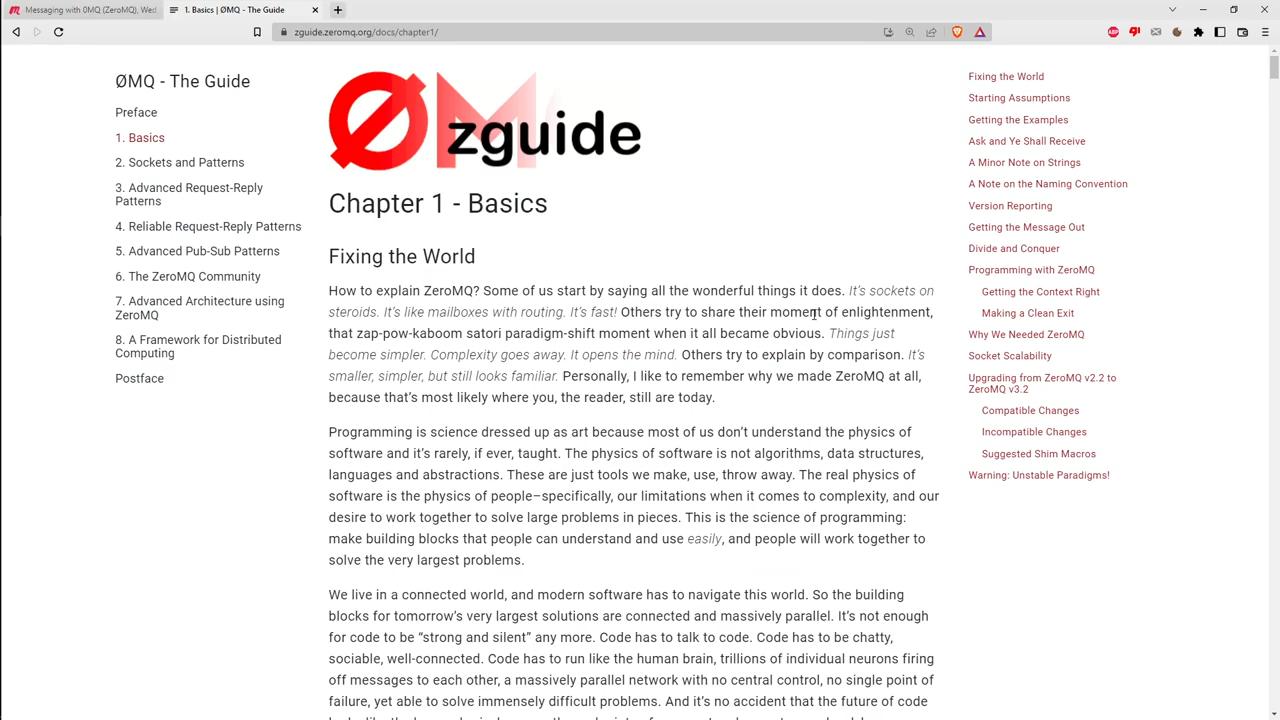 Messaging with 0MQ (ZeroMQ), Wed
1. Basics | ØMQ - The Guide
zguide.zeromq.org/docs/chapter1/
ABP
ØMQ - The Guide
Preface
1. Basics
2. Sockets and Patterns
3. Advanced Request-Reply
Patterns
4. Reliable Request-Reply Patterns
5. Advanced Pub-Sub Patterns
6. The ZeroMQ Community
7. Advanced Architecture using
ZeroMQ
8. A Framework for Distributed
Computing
Postface
ØM zguide
Chapter 1 - Basics
Fixing the World
How to explain ZeroMQ? Some of us start by saying all the wonderful things it does. It's sockets on
steroids. It's like mailboxes with routing. It's fast! Others try to share their moment of enlightenment,
that zap-pow-kaboom satori paradigm-shift moment when it all became obvious. Things just
become simpler. Complexity goes away. It opens the mind. Others try to explain by comparison. It's
smaller, simpler, but still looks familiar. Personally, I like to remember why we made ZeroMQ at all,
because that's most likely where you, the reader, still are today.
Programming is science dressed up as art because most of us don't understand the physics of
software and it's rarely, if ever, taught. The physics of software is not algorithms, data structures,
languages and abstractions. These are just tools we make, use, throw away. The real physics of
software is the physics of people–specifically, our limitations when it comes to complexity, and our
desire to work together to solve large problems in pieces. This is the science of programming:
make building blocks that people can understand and use easily, and people will work together to
solve the very largest problems.
We live in a connected world, and modern software has to navigate this world. So the building
blocks for tomorrow's very largest solutions are connected and massively parallel. It's not enough
for code to be “strong and silent” any more. Code has to talk to code. Code has to be chatty,
sociable, well-connected. Code has to run like the human brain, trillions of individual neurons firing
off messages to each other, a massively parallel network with no central control, no single point of
failure, yet able to solve immensely difficult problems. And it's no accident that the future of code
Fixing the World
Starting Assumptions
Getting the Examples
Ask and Ye Shall Receive
A Minor Note on Strings
A Note on the Naming Convention
Version Reporting
Getting the Message Out
Divide and Conquer
Programming with ZeroMQ
Getting the Context Right
Making a Clean Exit
Why We Needed ZeroMQ
Socket Scalability
Upgrading from ZeroMQ v2.2 to
ZeroMQ v3.2
Compatible Changes
Incompatible Changes
Suggested Shim Macros
Warning: Unstable Paradigms!